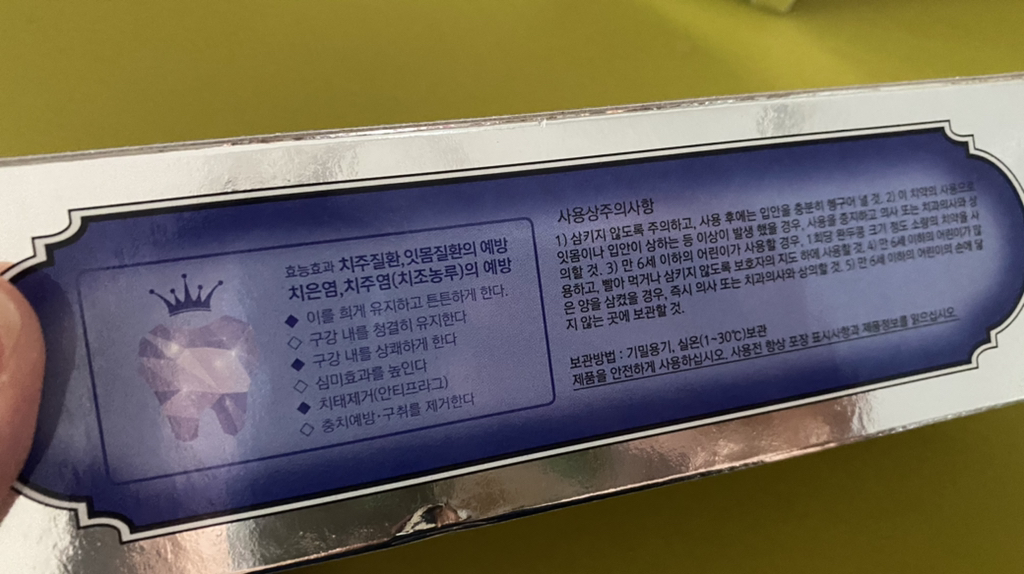 효능효과 치주질환,잇몸질환의 예방
치은염,치주염(치조농루)의 예방
이를 희게 유지하고 튼튼하게 한다.
구강 내를 청결히 유지한다
구강 내를 상쾌하게 한다
심미효과를 높인다
치태제거(안티프라그)
충치예방·구취를 제거한다
사용상주의사항
1) 삼키지 않도록 주의하고, 사용 후에는 입안을 충분히 헹구어 낼 것. 2) 이 치약의 사용으로
잇몸이나 입안이 상하는 등 이상이 발생 했을 경우, 사용을 중지하고 의사 또는 치과의사와 상
의할 것. 3) 만 6세 이하의 어린이가 사용할 경우, 1회당 완두콩 크기 정도 소량의 치약을 사
용하고, 빨아 먹거나 삼키지 않도록 보호자의 지도 하에 사용할 것. 4) 만 6세 이하의 어린이가 많
은 양을 삼켰을 경우, 즉시 의사 또는 치과의사와 상의할 것. 5) 만 6세 이하의 어린이의 손에 닿
지 않는 곳에 보관할 것.
보관방법 : 기밀용기, 실온(1~30℃)보관
제품을 안전하게 사용하십시오. 사용전 항상 포장 표시사항과 제품정보를 읽으십시오